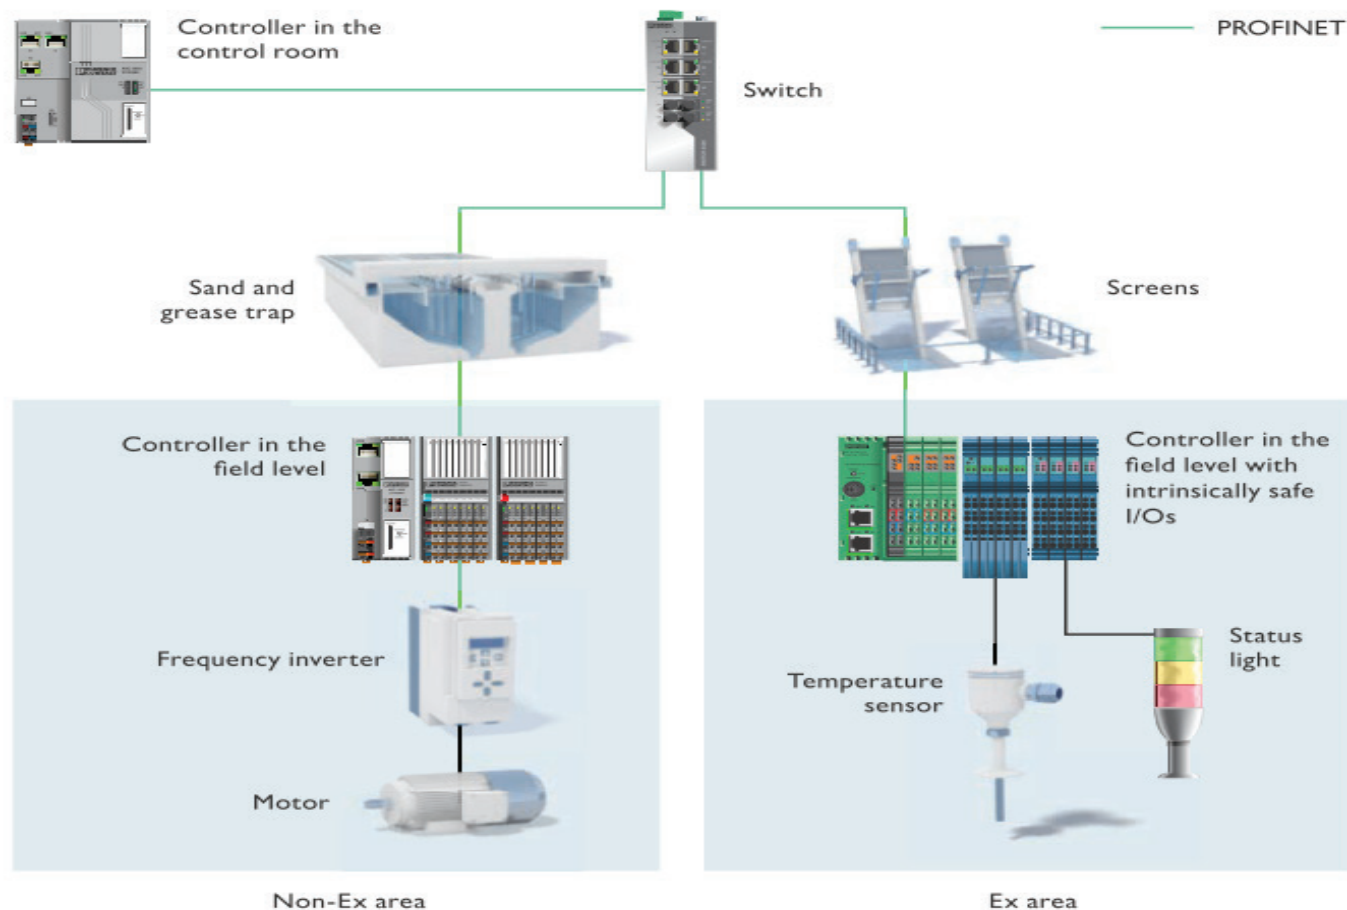 Controller in the
control room
PROFINET
Switch
Sand and
grease trap
Screens
Controller in the
field level
Controller in the
field level with
intrinsically safe
I/Os
Frequency inverter
Status
light
Temperature
sensor
Motor
Non-Ex area
Ex area